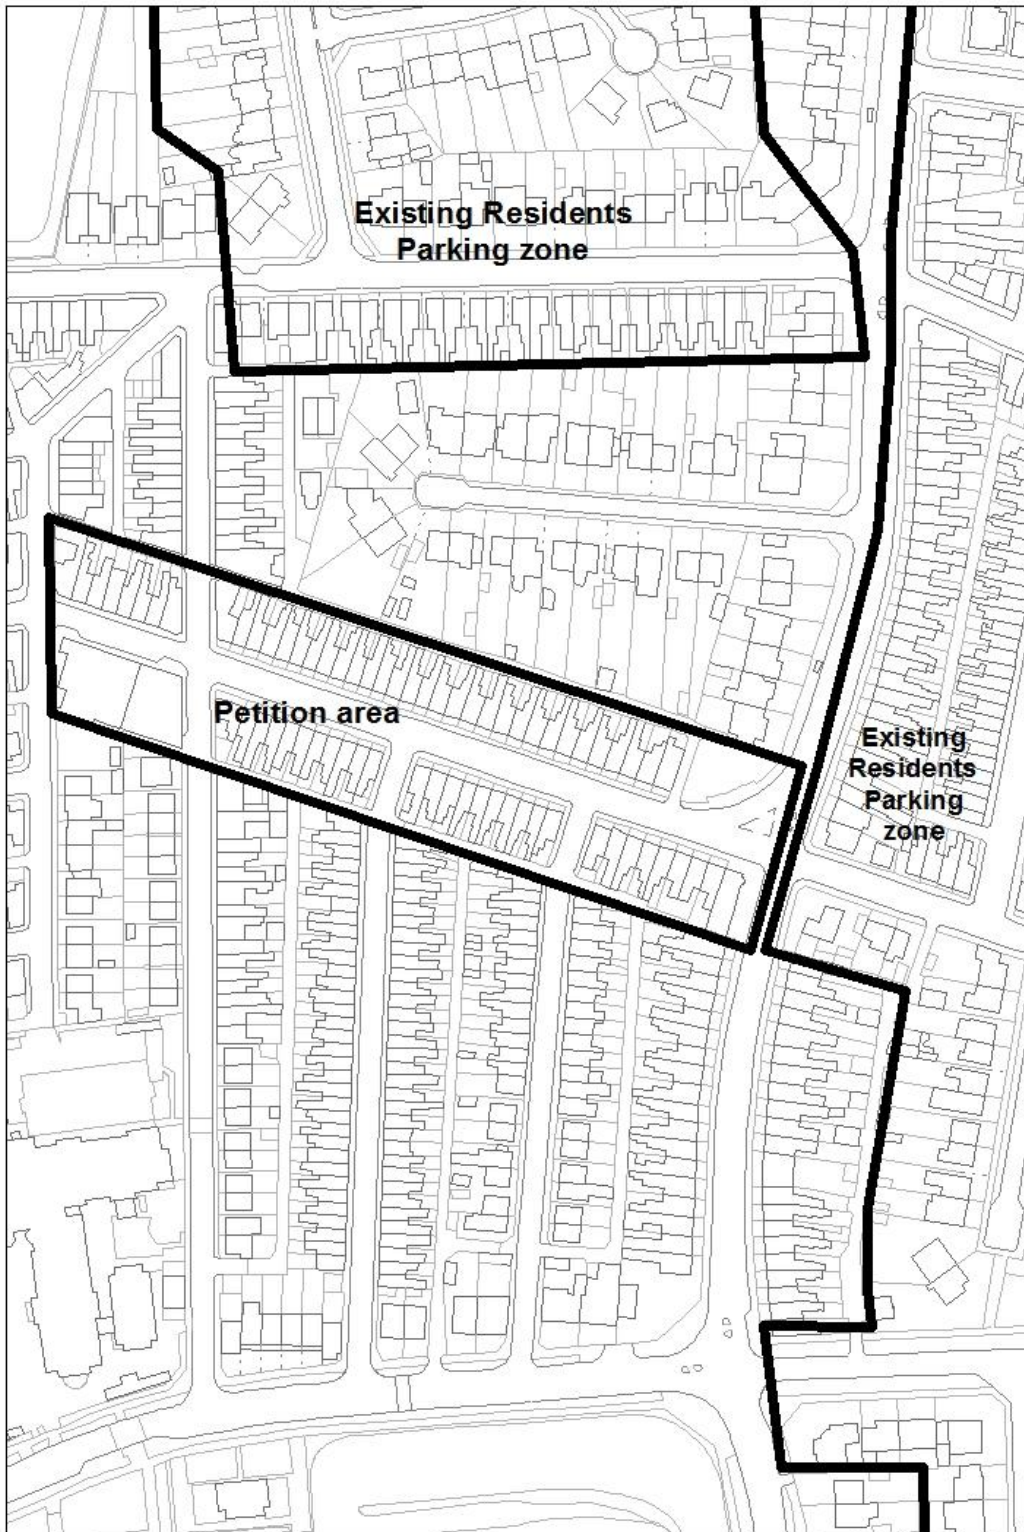 Existing Residents
Parking zone
Petition area
Existing
Residents
Parking
zone